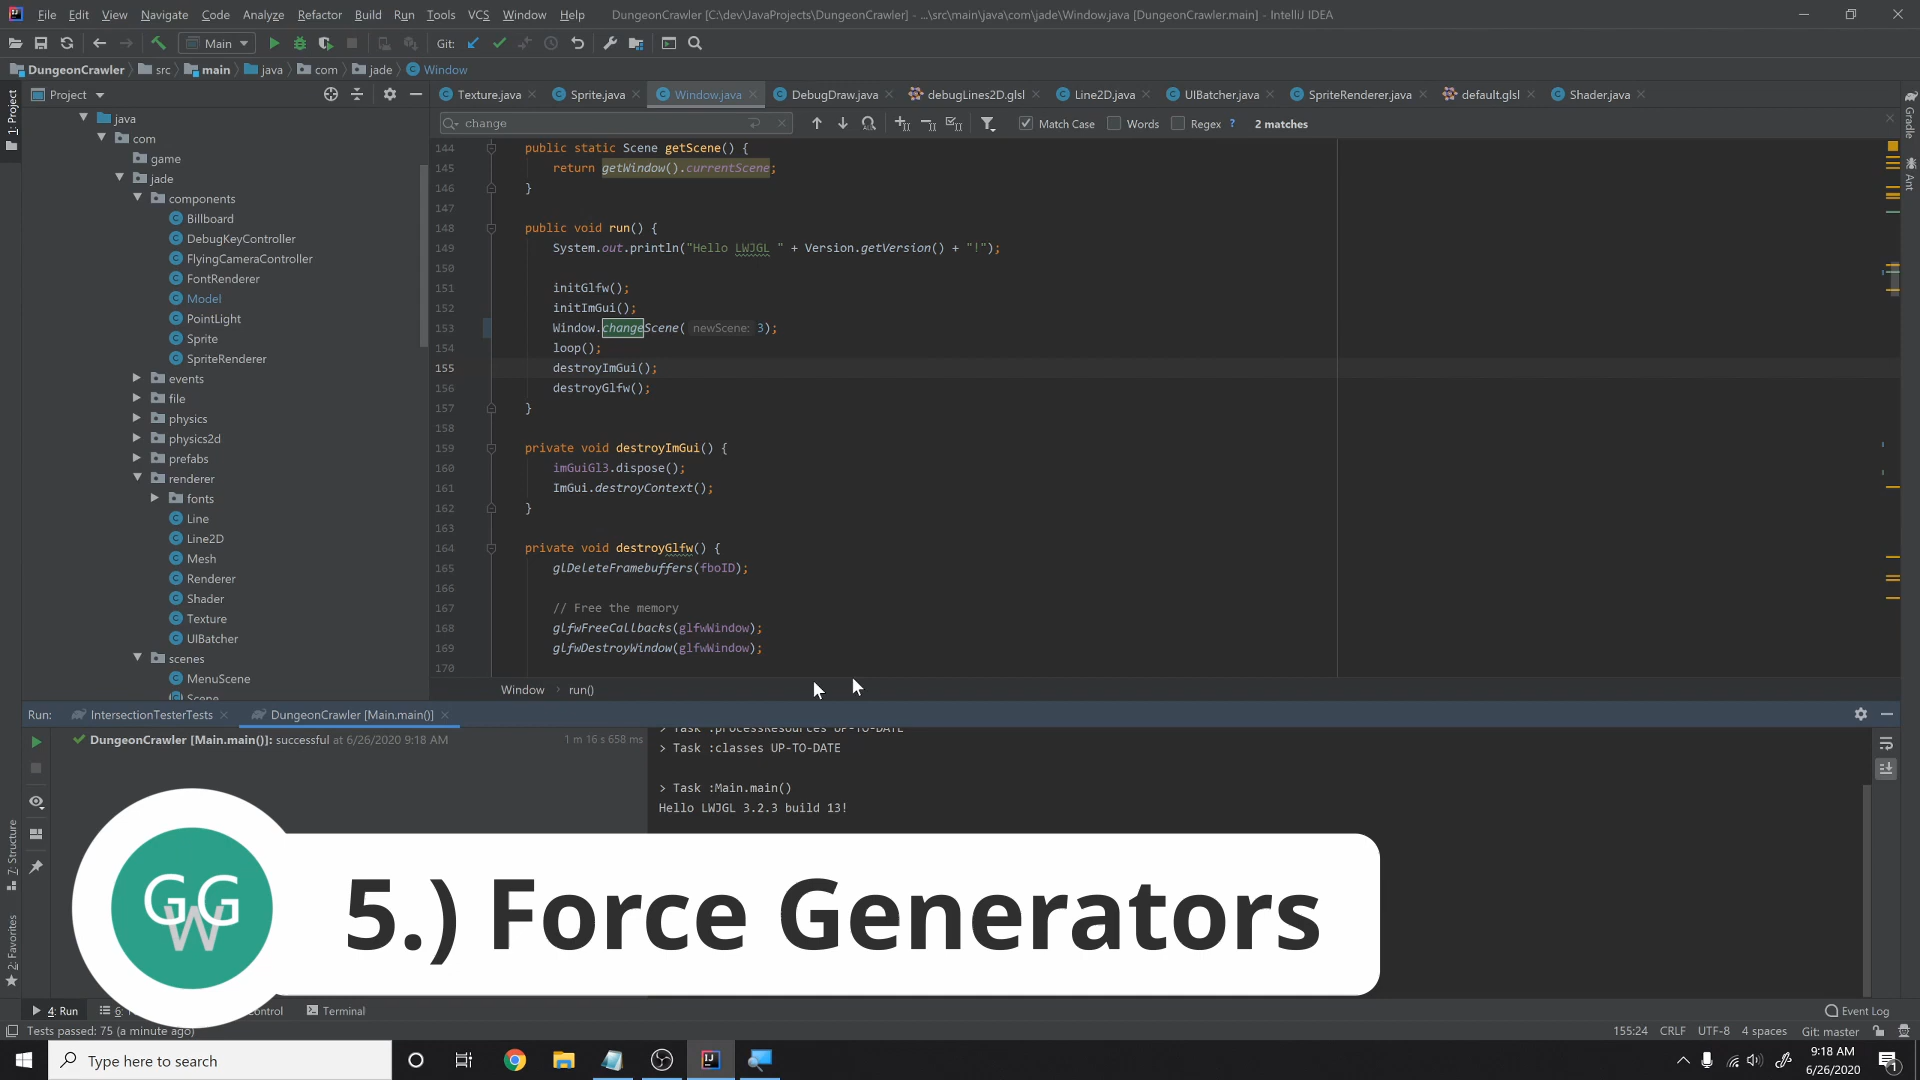 File Edit View Navigate Code Analyze Refactor Build Run Tools VCS Window Help DungeonCrawler [C:\dev\JavaProjects\DungeonCrawler] - ...\src\main\java\com\jade\Window.java [DungeonCrawler.main] - IntelliJ IDEA
Main Git:
DungeonCrawler src main java com jade Window
Project Texture.java Sprite.java Window.java DebugDraw.java debugLines2D.glsl Line2D.java UIBatcher.java SpriteRenderer.java default.glsl Shader.java
1: Project
Gradle
Ant
change Match Case Words Regex ? 2 matches
java
com
game
jade
components
Billboard
DebugKeyController
FlyingCameraController
FontRenderer
Model
PointLight
Sprite
SpriteRenderer
events
file
physics
physics2d
prefabs
renderer
fonts
Line
Line2D
Mesh
Renderer
Shader
Texture
UIBatcher
scenes
MenuScene
Scene
144 public static Scene getScene() {
145 return getWindow().currentScene;
146 }
147
148 public void run() {
149 System.out.println("Hello LWJGL " + Version.getVersion() + "!");
150
151 initGlfw();
152 initImGui();
153 Window.changeScene( newScene: 3);
154 loop();
155 destroyImGui();
156 destroyGlfw();
157 }
158
159 private void destroyImGui() {
160 imGuiGl3.dispose();
161 ImGui.destroyContext();
162 }
163
164 private void destroyGlfw() {
165 glDeleteFramebuffers(fboID);
166
167 // Free the memory
168 glfwFreeCallbacks(glfwWindow);
169 glfwDestroyWindow(glfwWindow);
170
Window run()
Run: IntersectionTesterTests DungeonCrawler [Main.main()]
DungeonCrawler [Main.main()]: successful at 6/26/2020 9:18 AM 1 m 16 s 658 ms
> Task :processResources UP-TO-DATE
> Task :classes UP-TO-DATE
> Task :Main.main()
Hello LWJGL 3.2.3 build 13!
7: Structure
2: Favorites
GWG
5.) Force Generators
4: Run 6: ontrol Terminal Event Log
Tests passed: 75 (a minute ago) 155:24 CRLF UTF-8 4 spaces Git: master
Type here to search 9:18 AM
6/26/2020
1